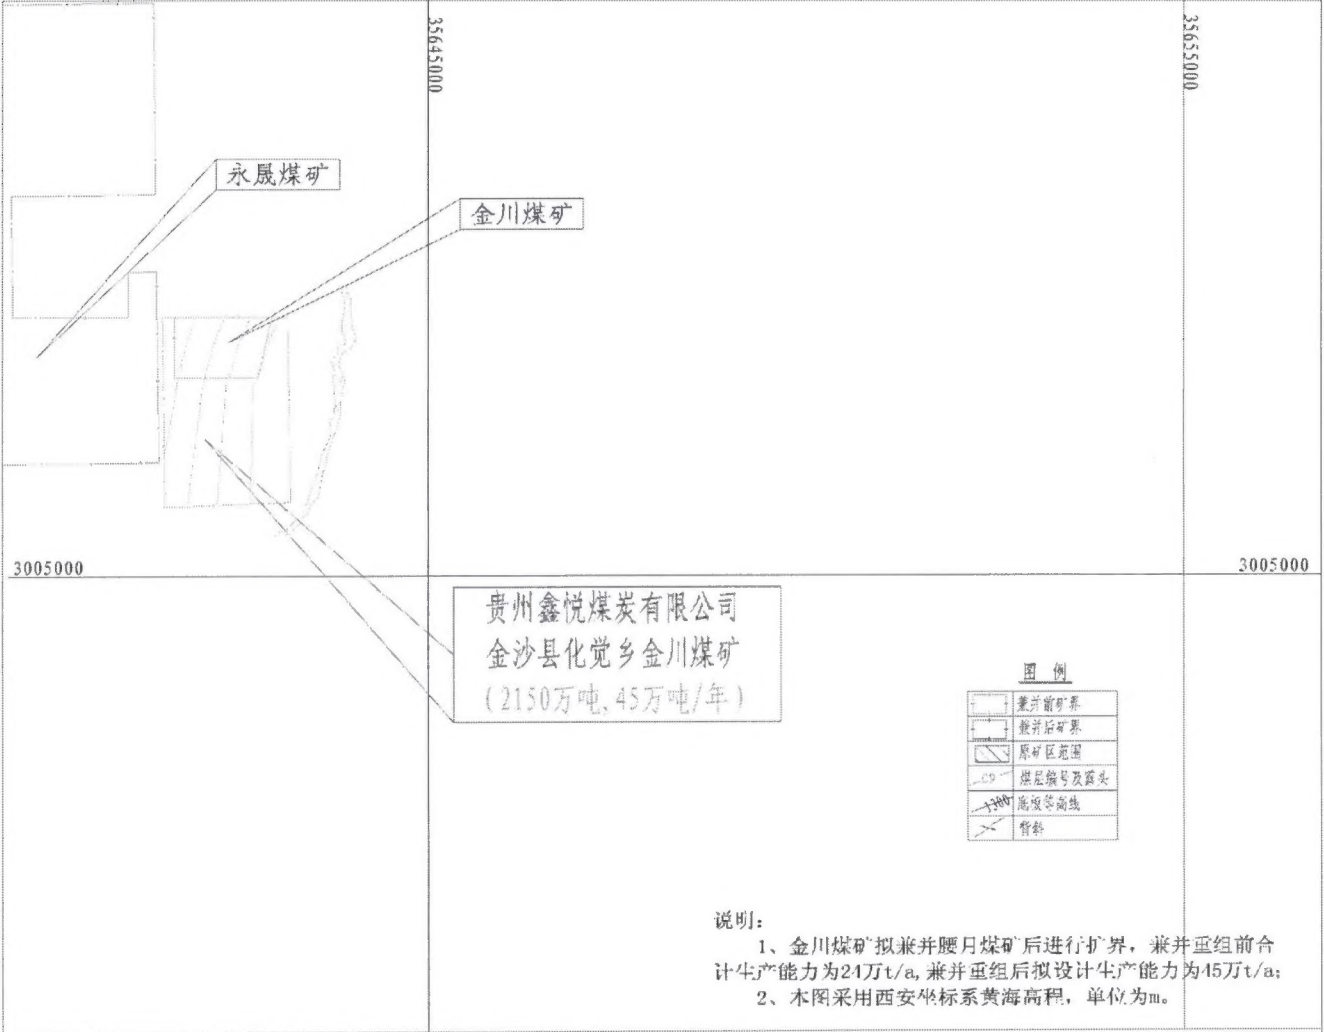 35645000
35655000
永晟煤矿
金川煤矿
3005000
3005000
贵州鑫悦煤炭有限公司
金沙县化觉乡金川煤矿
(2150万吨,45万吨/年)
图 例
兼并前矿界
兼并后矿界
原矿区范围
煤层编号及露头
底板等高线
背斜
说明:
1、金川煤矿拟兼并腰月煤矿后进行扩界，兼并重组前合
计生产能力为24万t/a,兼并重组后拟设计生产能力为45万t/a;
2、本图采用西安坐标系黄海高程，单位为m。